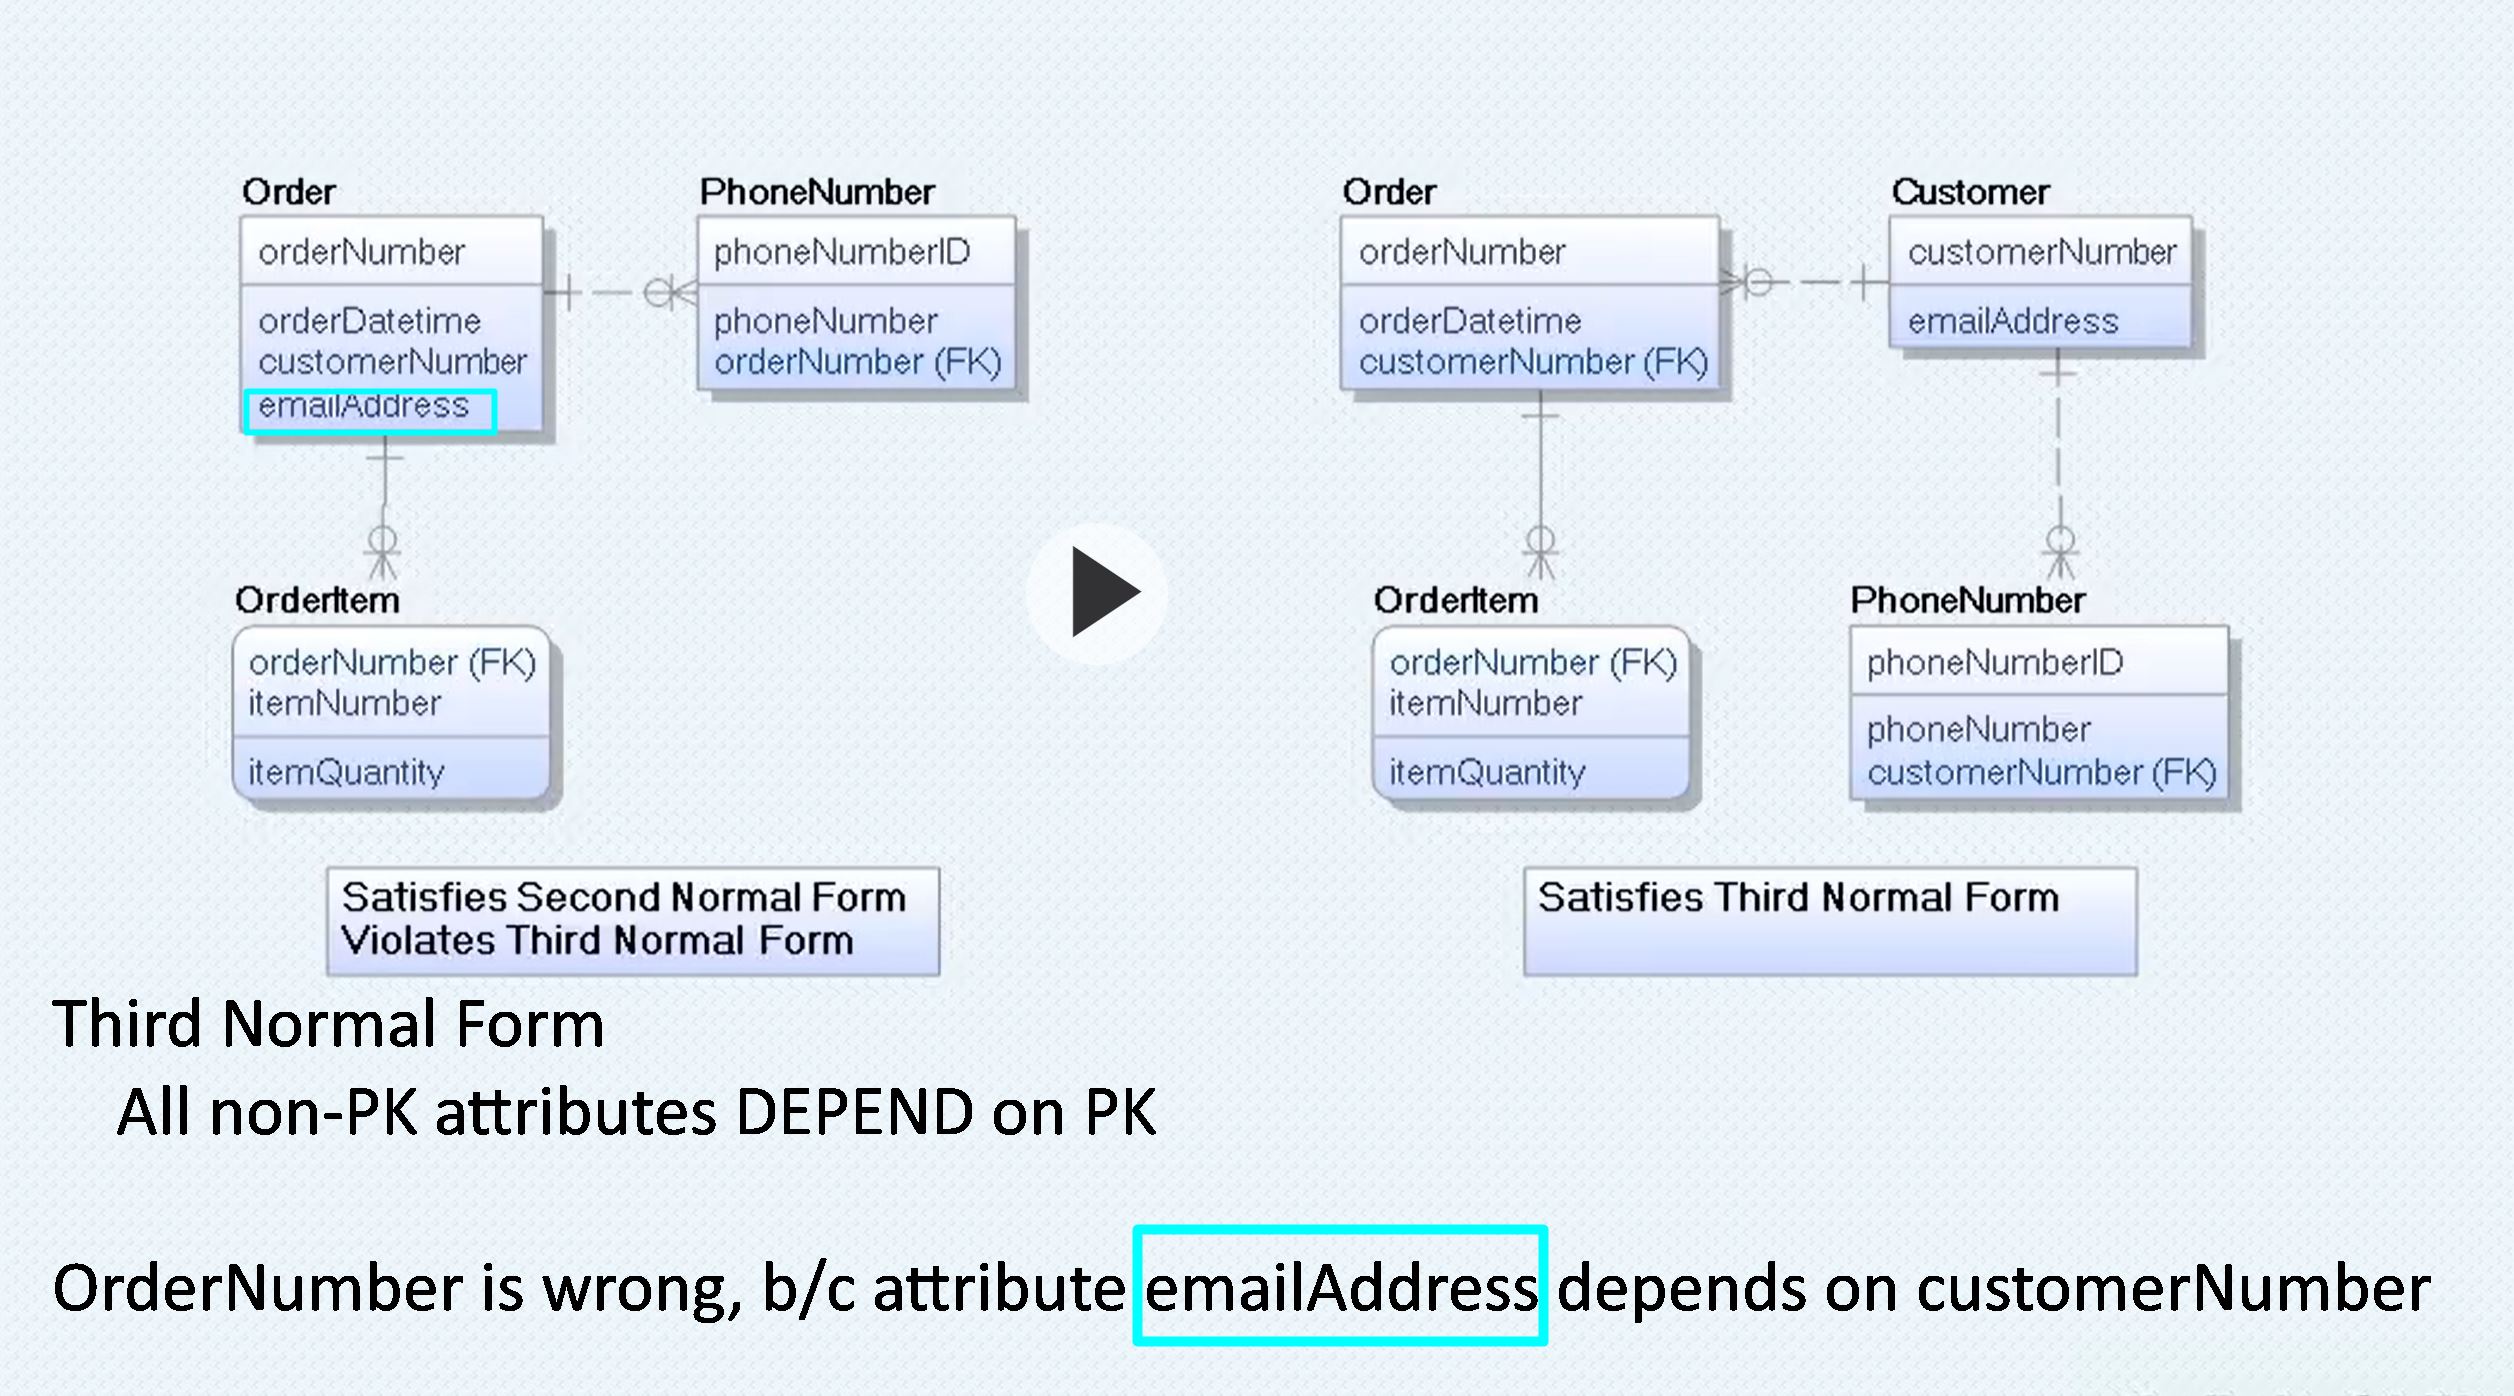 Order
orderNumber
orderDatetime
customerNumber
emailAddress
PhoneNumber
phoneNumberID
phoneNumber
orderNumber (FK)
OrderItem
orderNumber (FK)
itemNumber
itemQuantity
Satisfies Second Normal Form
Violates Third Normal Form
Order
orderNumber
orderDatetime
customerNumber (FK)
Customer
customerNumber
emailAddress
OrderItem
orderNumber (FK)
itemNumber
itemQuantity
PhoneNumber
phoneNumberID
phoneNumber
customerNumber (FK)
Satisfies Third Normal Form
Third Normal Form
All non-PK attributes DEPEND on PK
OrderNumber is wrong, b/c attribute emailAddress depends on customerNumber